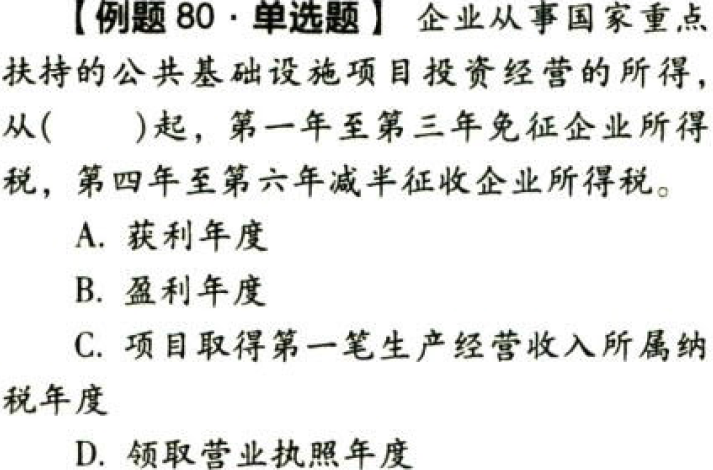 【例题 80·单选题】 企业从事国家重点
扶持的公共基础设施项目投资经营的所得，
从(　　)起，第一年至第三年免征企业所得
税，第四年至第六年减半征收企业所得税。
A. 获利年度
B. 盈利年度
C. 项目取得第一笔生产经营收入所属纳
税年度
D. 领取营业执照年度